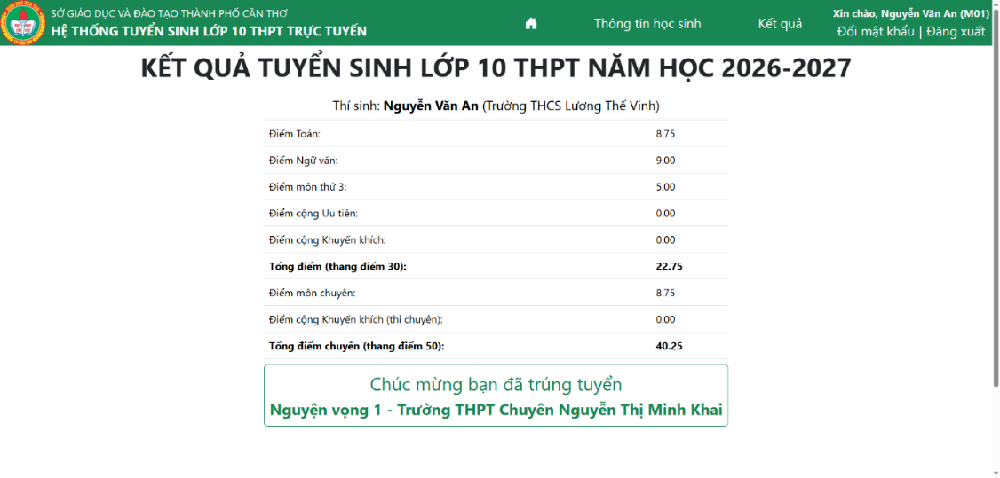 SỞ GIÁO DỤC VÀ ĐÀO TẠO THÀNH PHỐ CẦN THƠ
HỆ THỐNG TUYỂN SINH LỚP 10 THPT TRỰC TUYẾN
Thông tin học sinh
Kết quả
Xin chào, Nguyễn Văn An (M01)
Đổi mật khẩu | Đăng xuất
KẾT QUẢ TUYỂN SINH LỚP 10 THPT NĂM HỌC 2026-2027
Thí sinh: Nguyễn Văn An (Trường THCS Lương Thế Vinh)
Điểm Toán: 8.75
Điểm Ngữ văn: 9.00
Điểm môn thứ 3: 5.00
Điểm cộng Ưu tiên: 0.00
Điểm cộng Khuyến khích: 0.00
Tổng điểm (thang điểm 30): 22.75
Điểm môn chuyên: 8.75
Điểm cộng Khuyến khích (thi chuyên): 0.00
Tổng điểm chuyên (thang điểm 50): 40.25
Chúc mừng bạn đã trúng tuyển
Nguyện vọng 1 - Trường THPT Chuyên Nguyễn Thị Minh Khai